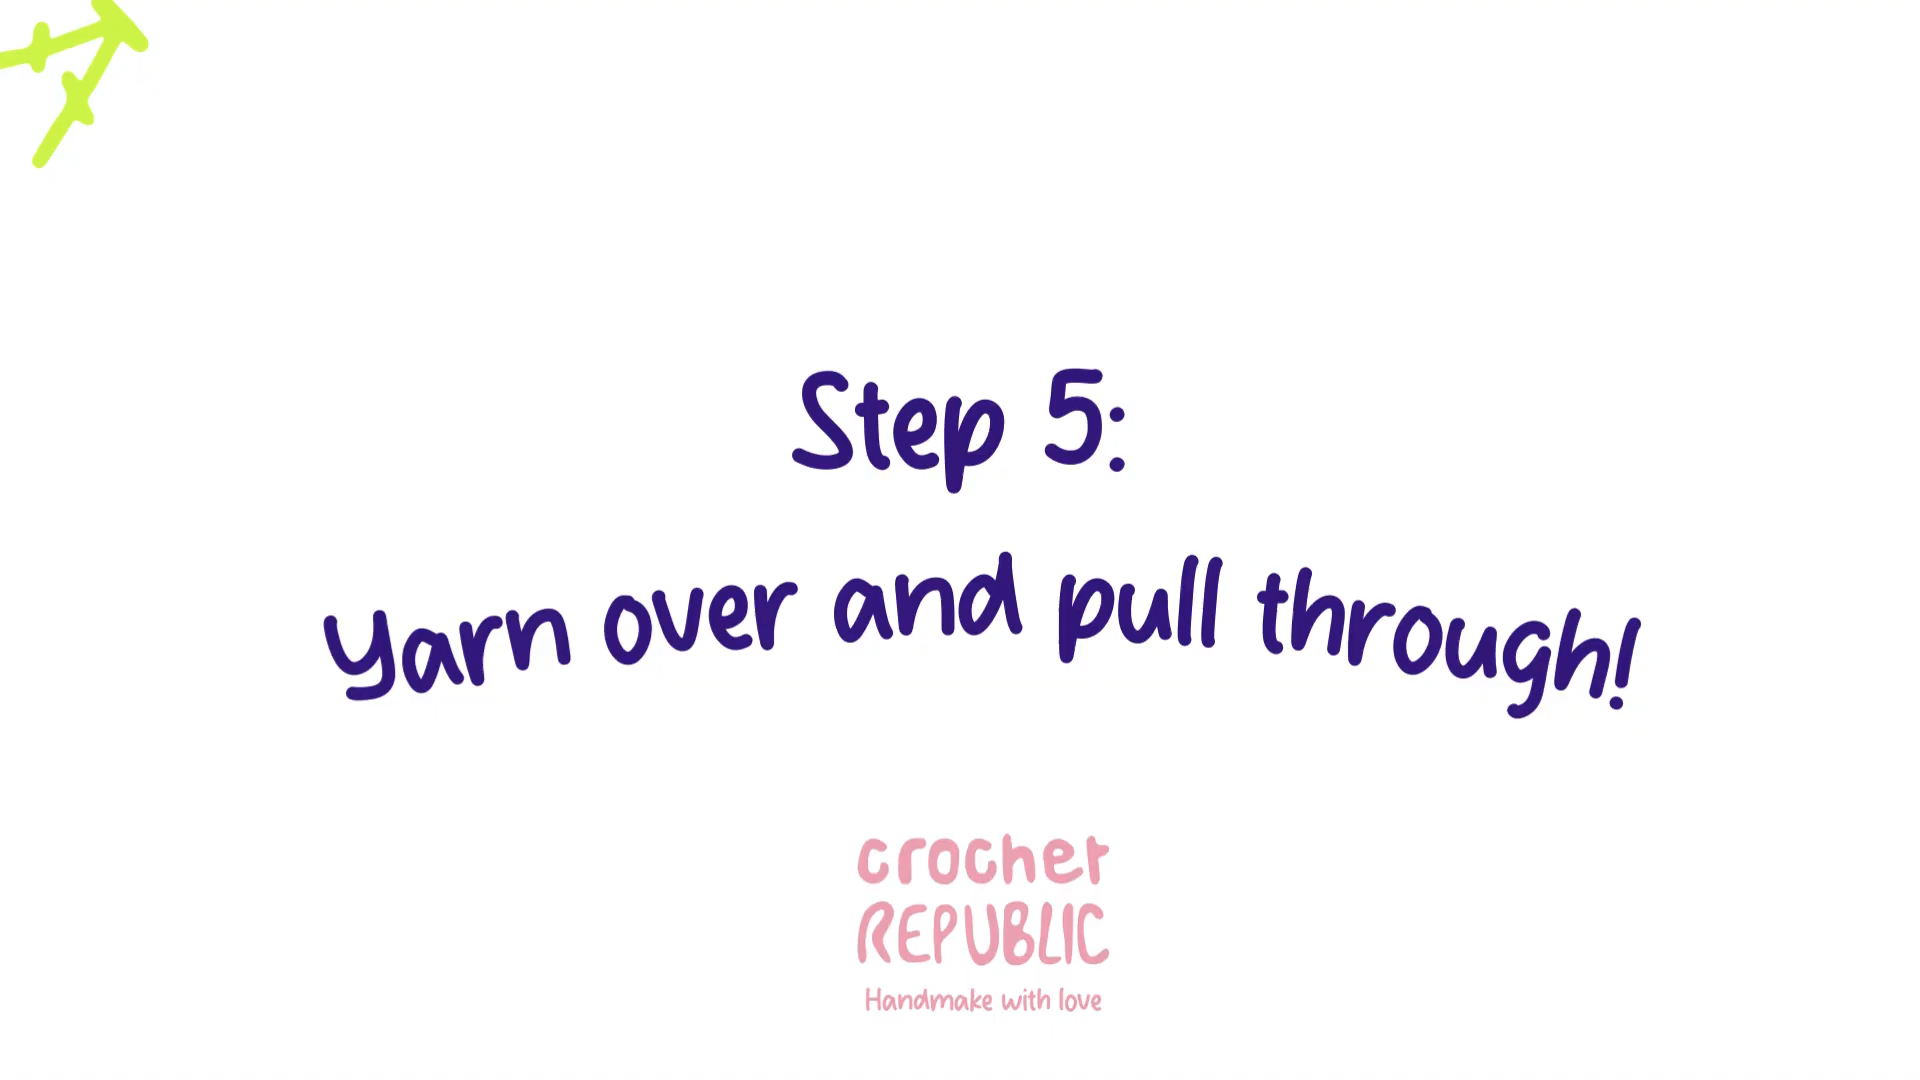 Step 5:
Yarn over and pull through!
crochet
REPUBLIC
Handmake with love